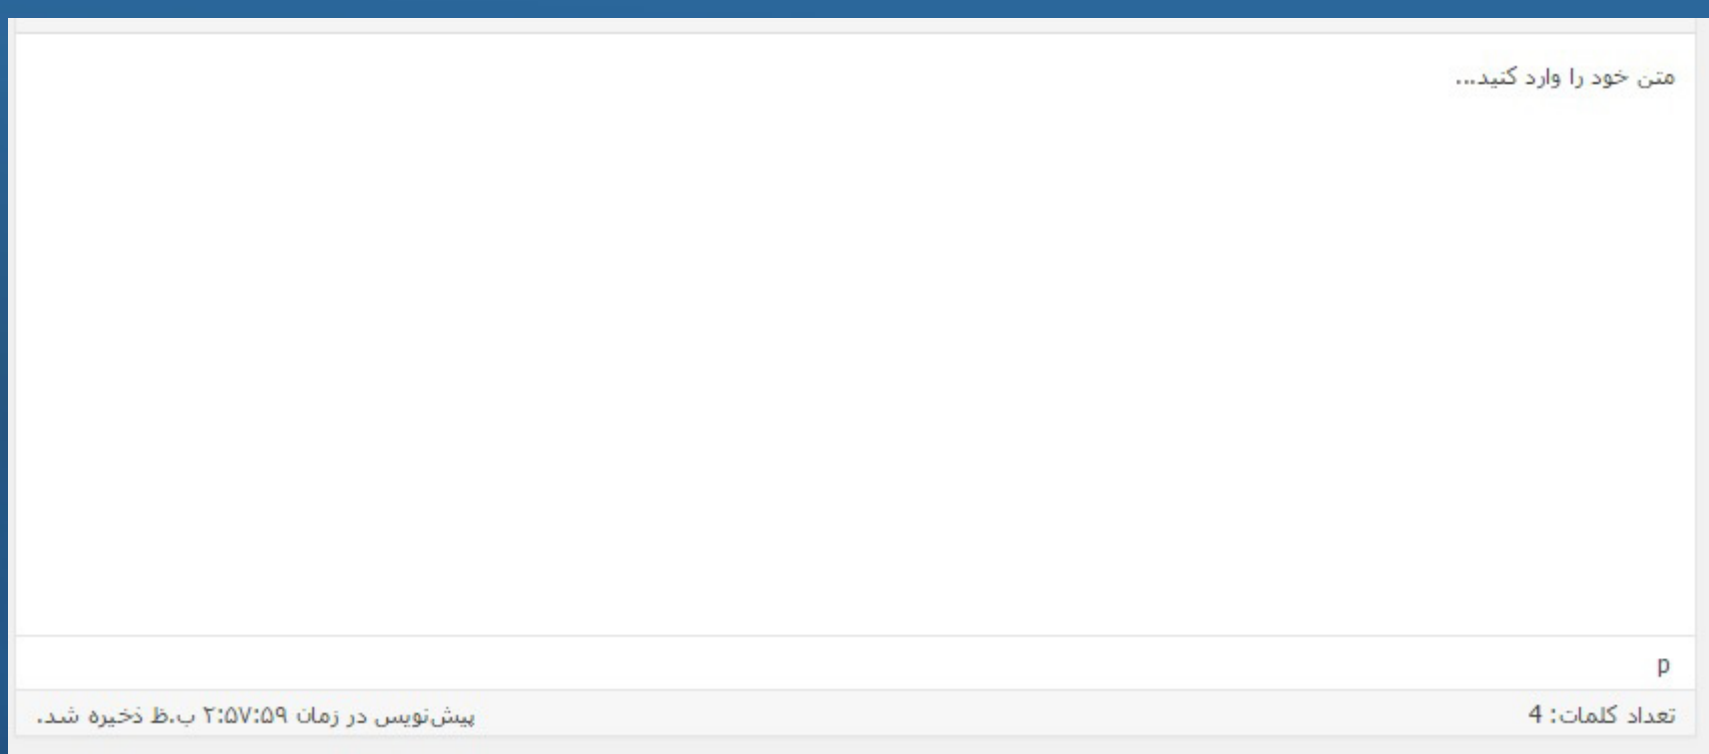 متن خود را وارد کنید...
p
تعداد کلمات: 4
پیش‌نویس در زمان ۲:۵۷:۵۹ ب.ظ ذخیره شد.